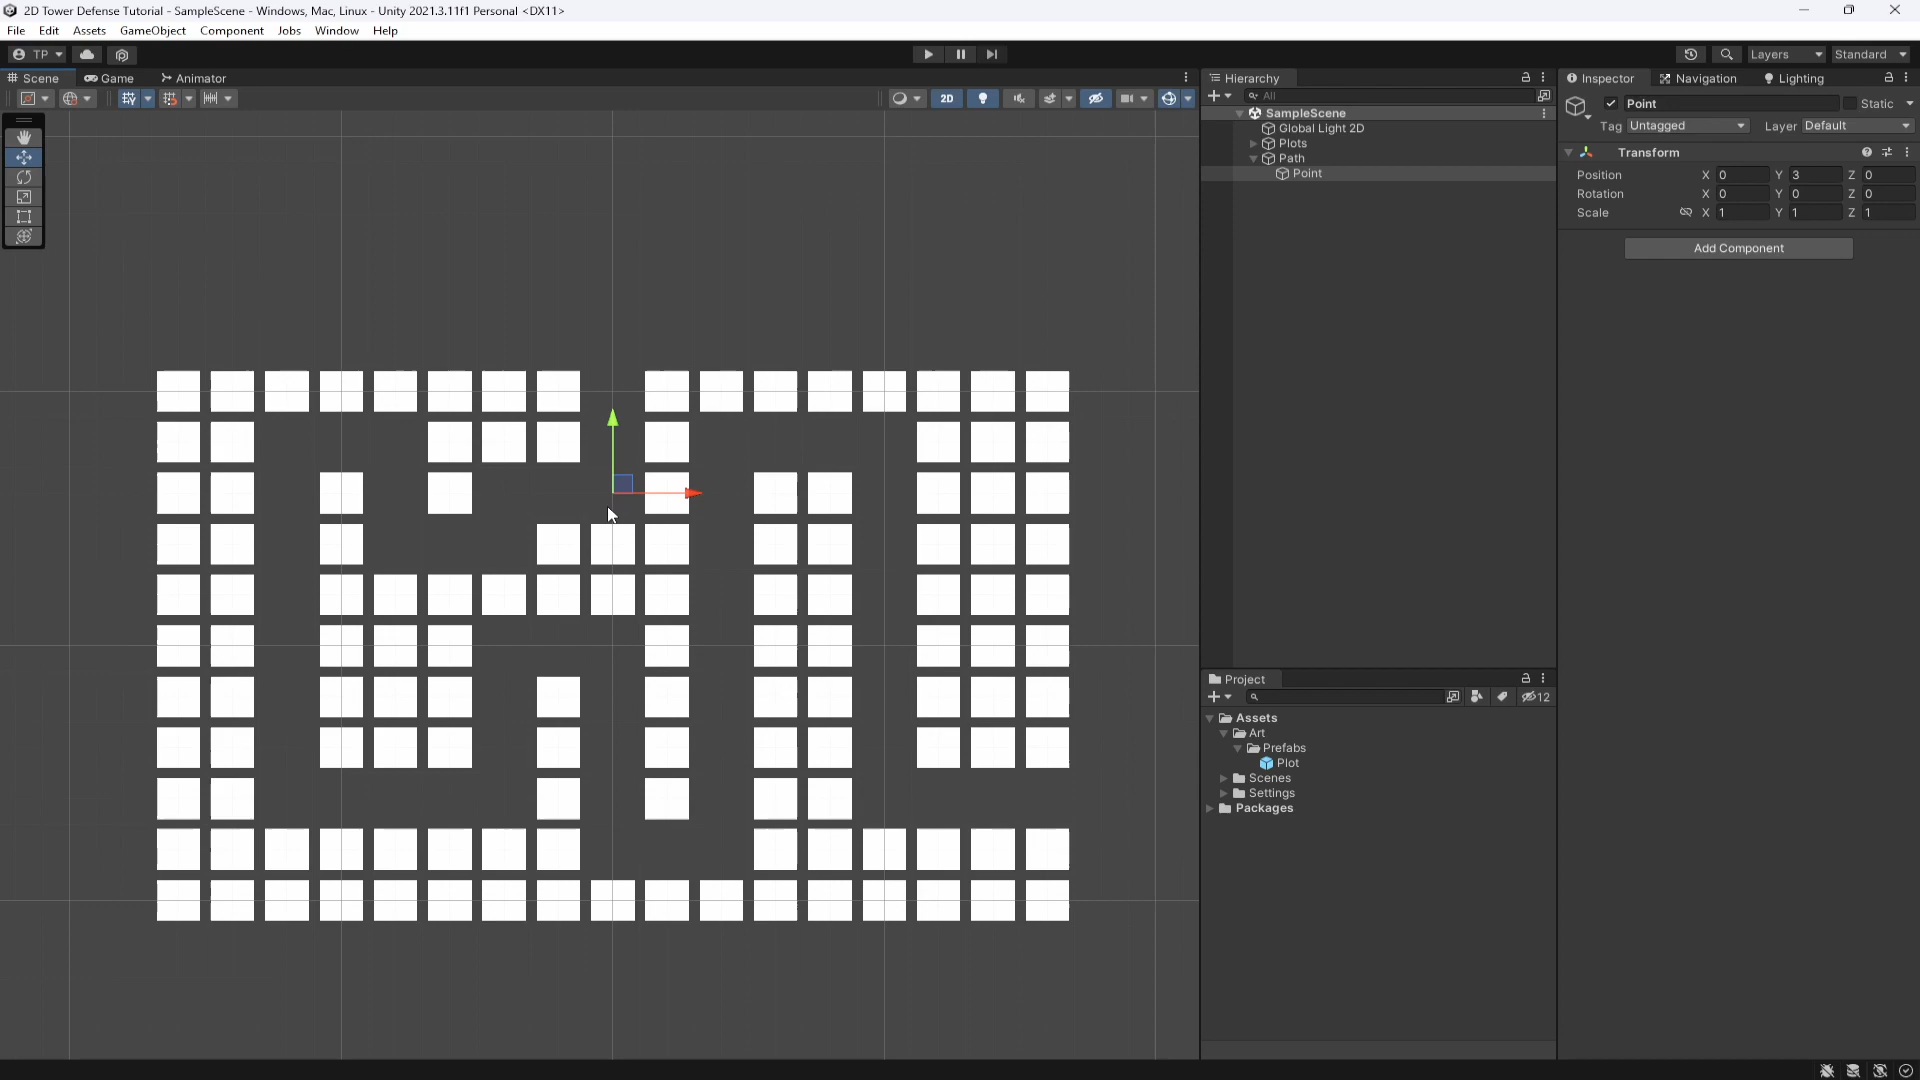 2D Tower Defense Tutorial - SampleScene - Windows, Mac, Linux - Unity 2021.3.11f1 Personal <DX11>
File Edit Assets GameObject Component Jobs Window Help
TP
Layers
Standard
Scene
Game
Animator
2D
Hierarchy
All
SampleScene
Global Light 2D
Plots
Path
Point
Project
12
Assets
Art
Prefabs
Plot
Scenes
Settings
Packages
Inspector
Navigation
Lighting
Point
Static
Tag Untagged Layer Default
Transform
Position X 0 Y 3 Z 0
Rotation X 0 Y 0 Z 0
Scale X 1 Y 1 Z 1
Add Component